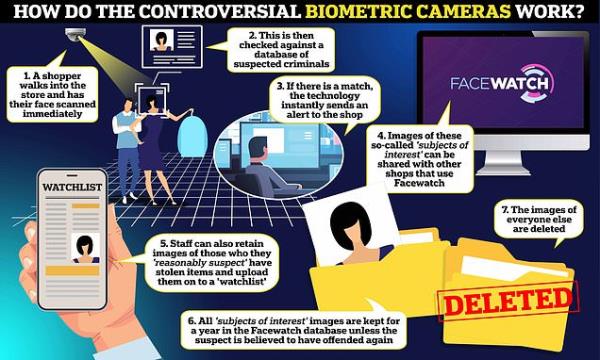 HOW DO THE CONTROVERSIAL BIOMETRIC CAMERAS WORK?
1. A shopper
walks into the
store and has
their face scanned
immediately
2. This is then
checked against a
database of
suspected criminals
3. If there is a match,
the technology
instantly sends an
alert to the shop
FACEWATCH
4. Images of these
so-called 'subjects of
interest' can be
shared with other
shops that use
Facewatch
WATCHLIST
5. Staff can also retain
images of those who they
'reasonably suspect' have
stolen items and upload
them on to a 'watchlist'
6. All 'subjects of interest' images are kept for
a year in the Facewatch database unless the
suspect is believed to have offended again
7. The images of
everyone else
are deleted
DELETED